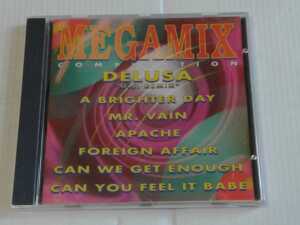 MEGAMIX
COMPILATION
DELUSA
A BRIGHTER DAY
MR. VAIN
APACHE
FOREIGN AFFAIR
CAN WE GET ENOUGH
CAN YOU FEEL IT BABE